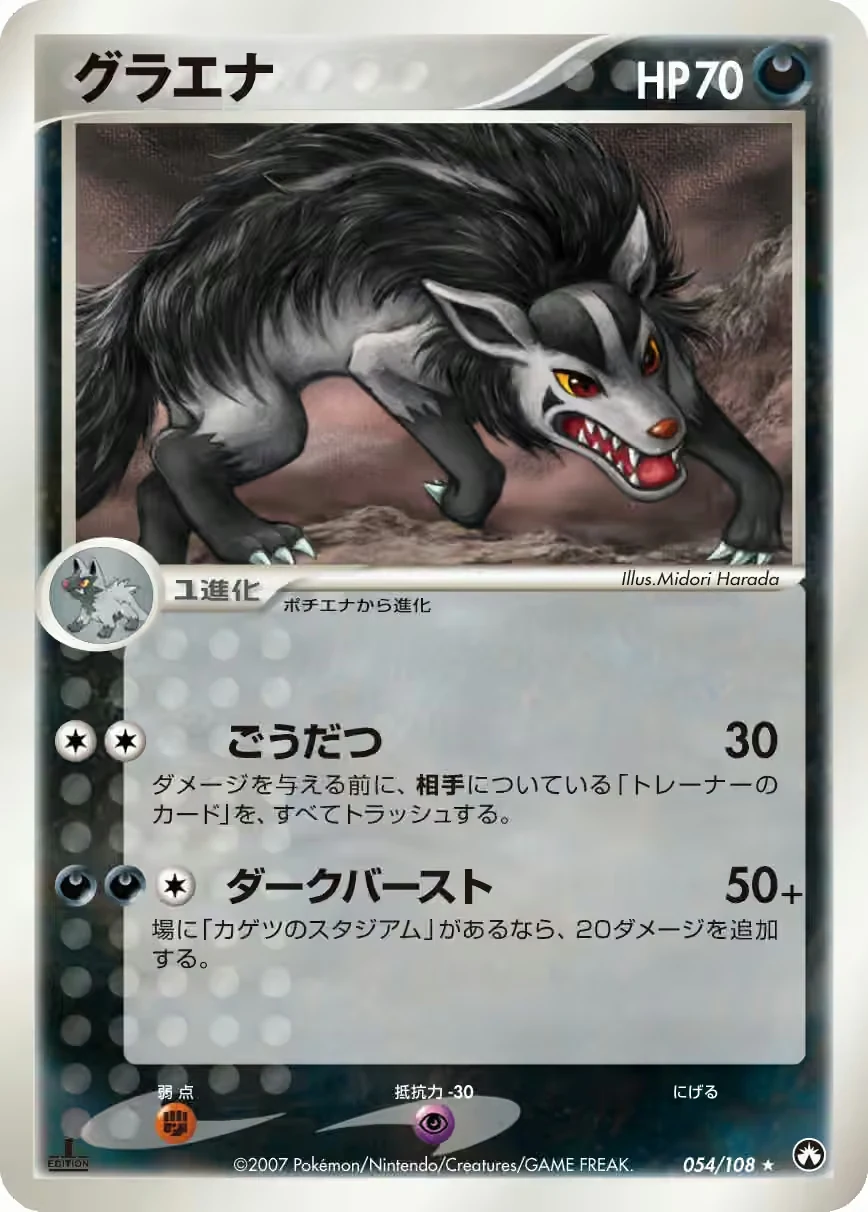 グラエナ HP70
Illus.Midori Harada
1進化
ポチエナから進化
ごうだつ 30
ダメージを与える前に、相手についている「トレーナーの
カード」を、すべてトラッシュする。
ダークバースト 50+
場に「カゲツのスタジアム」があるなら、20ダメージを追加
する。
弱点 抵抗力 -30 にげる
1
EDITION
©2007 Pokémon/Nintendo/Creatures/GAME FREAK. 054/108 ★